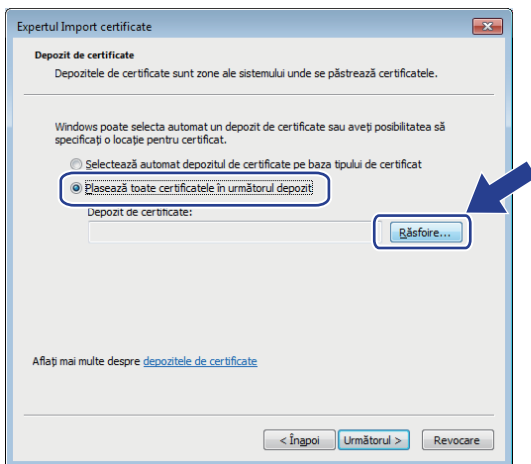 Expertul Import certificate
Depozit de certificate
Depozitele de certificate sunt zone ale sistemului unde se păstrează certificatele.
Windows poate selecta automat un depozit de certificate sau aveți posibilitatea să
specificați o locație pentru certificat.
Selectează automat depozitul de certificate pe baza tipului de certificat
Plasează toate certificatele în următorul depozit
Depozit de certificate:
Răsfoire...
Aflați mai multe despre depozitele de certificate
< Înapoi Următorul > Revocare